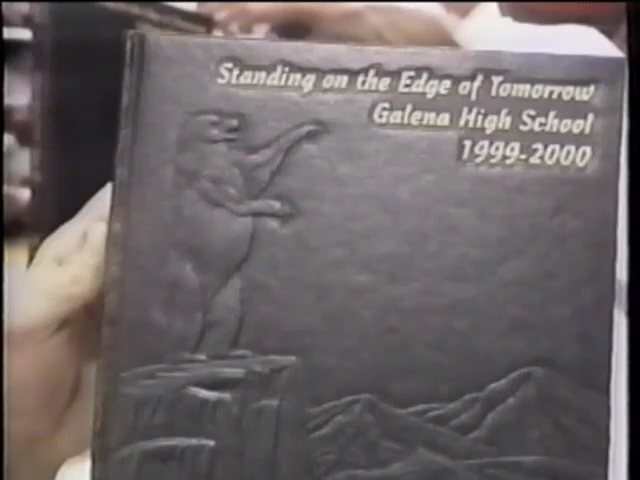 Standing on the Edge of Tomorrow
Galena High School
1999-2000